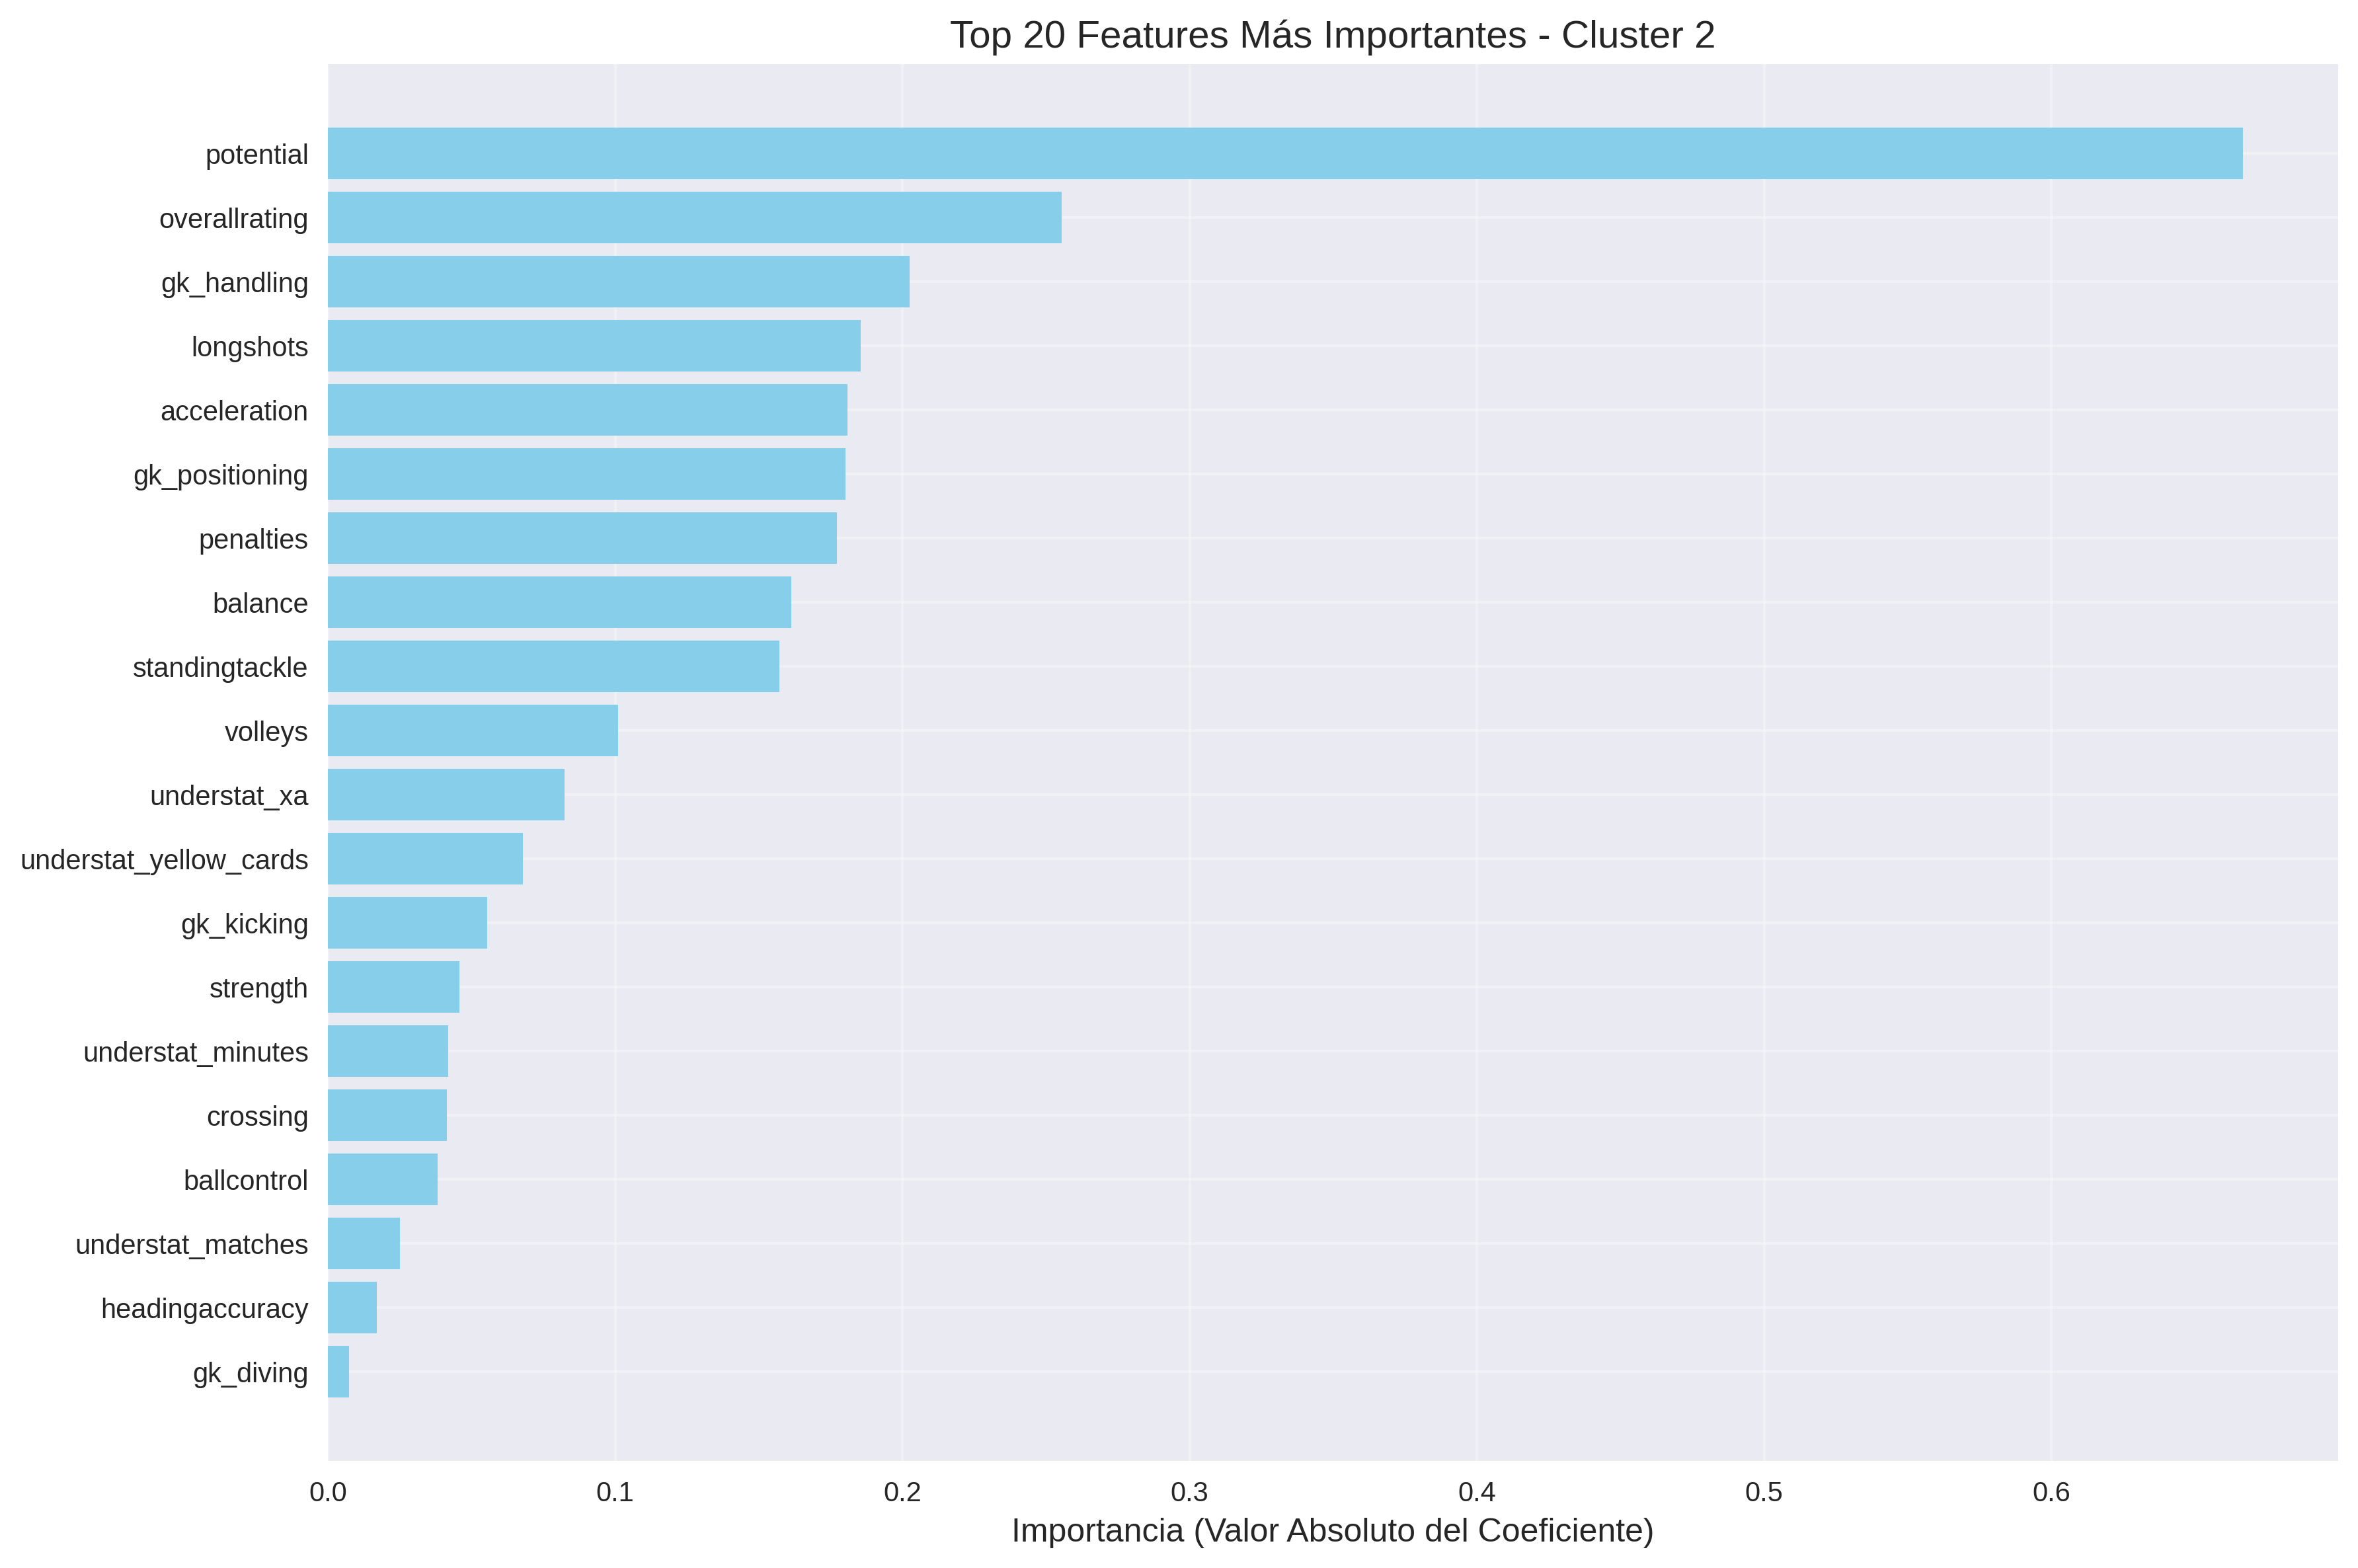 Top 20 Features Más Importantes - Cluster 2
potential
overallrating
gk_handling
longshots
acceleration
gk_positioning
penalties
balance
standingtackle
volleys
understat_xa
understat_yellow_cards
gk_kicking
strength
understat_minutes
crossing
ballcontrol
understat_matches
headingaccuracy
gk_diving
0.0 0.1 0.2 0.3 0.4 0.5 0.6
Importancia (Valor Absoluto del Coeficiente)